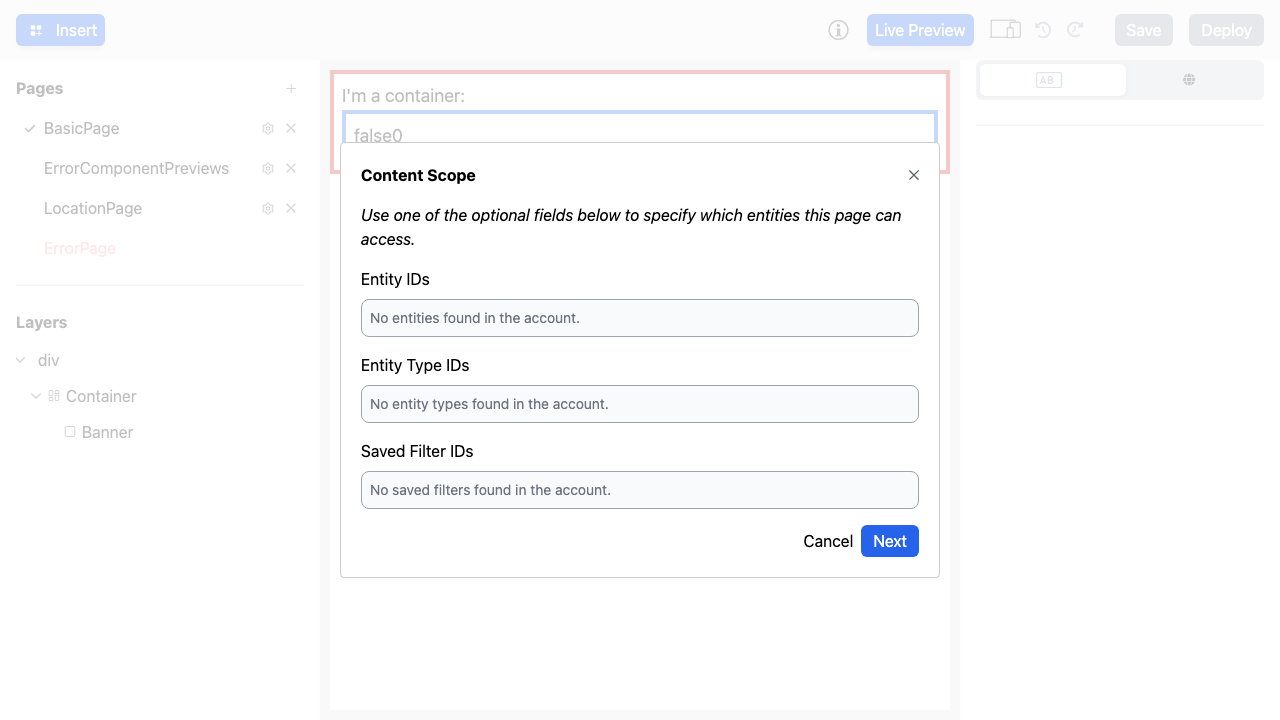 Insert
Live Preview
Save
Deploy
Pages
BasicPage
ErrorComponentPreviews
LocationPage
ErrorPage
Layers
div
Container
Banner
I'm a container:
false0
AB
Content Scope
Use one of the optional fields below to specify which entities this page can
access.
Entity IDs
No entities found in the account.
Entity Type IDs
No entity types found in the account.
Saved Filter IDs
No saved filters found in the account.
Cancel
Next